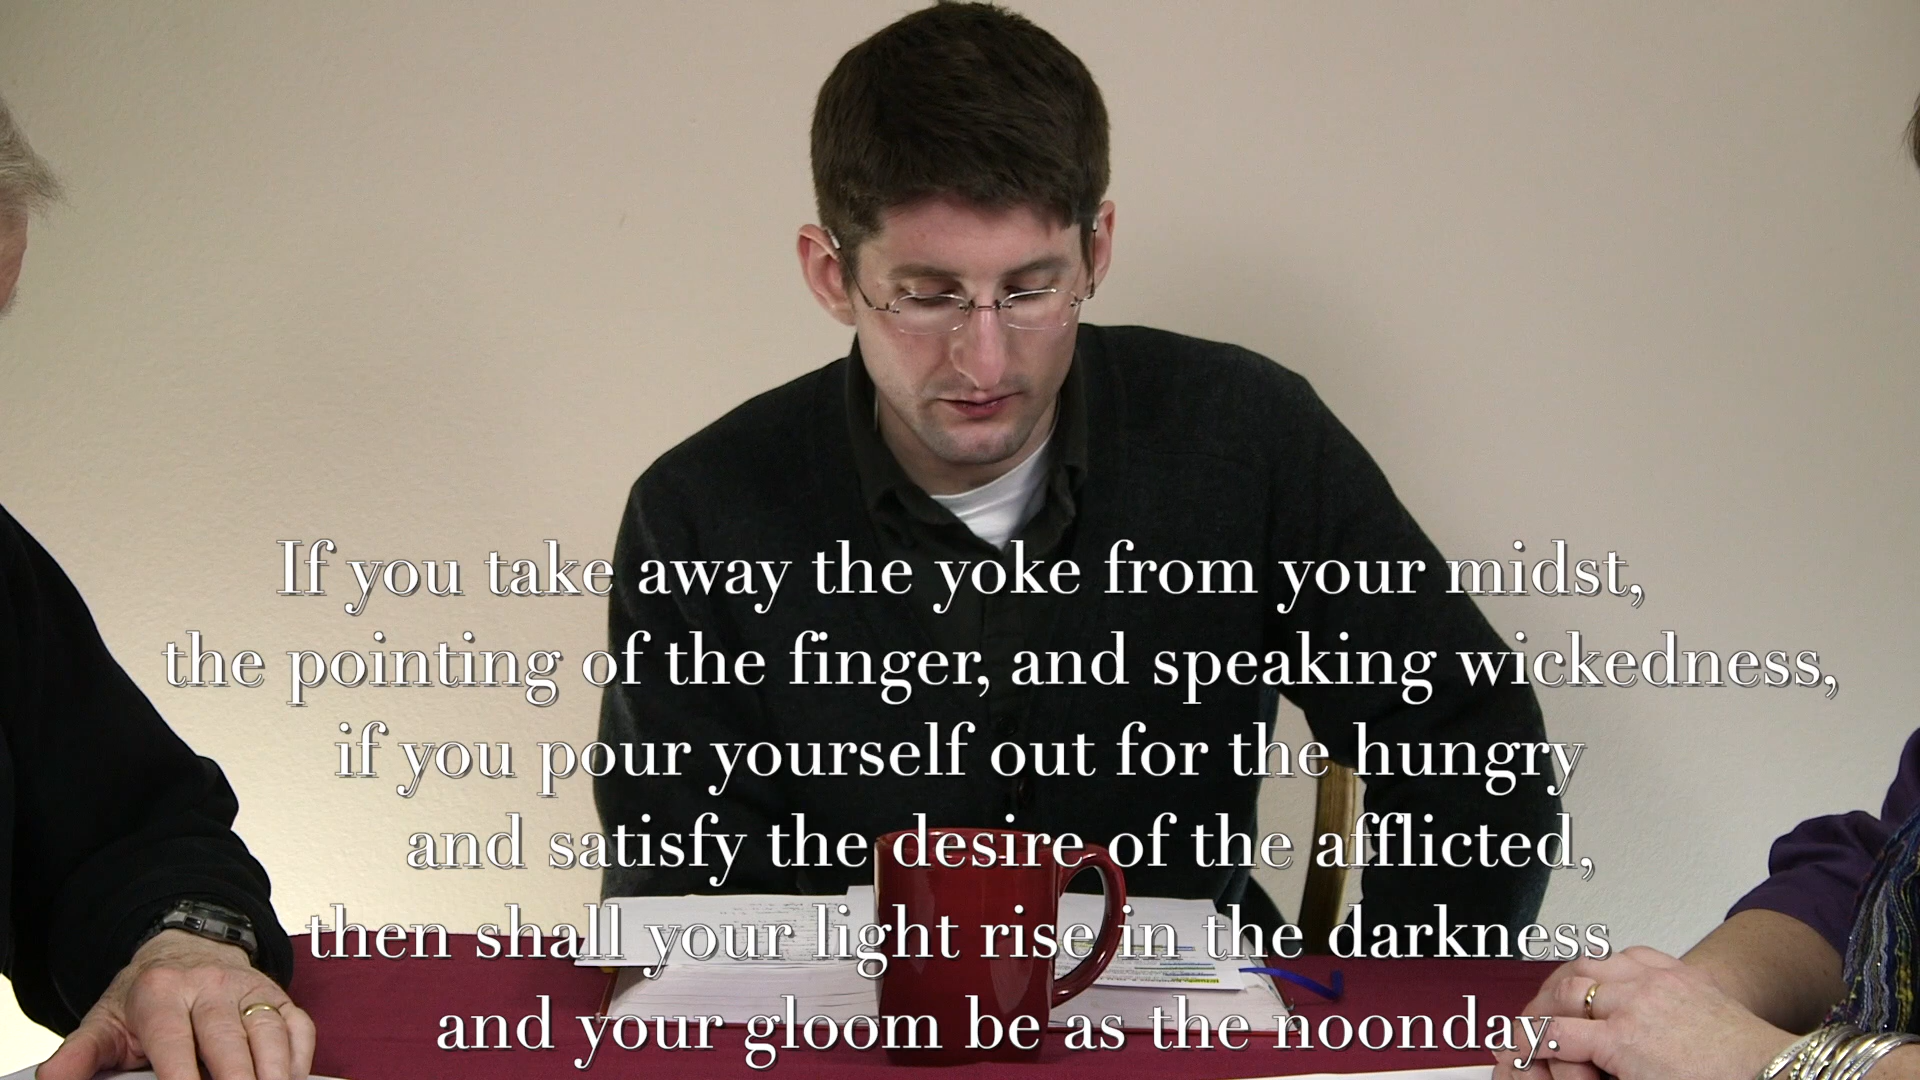 If you take away the yoke from your midst,
the pointing of the finger, and speaking wickedness,
if you pour yourself out for the hungry
and satisfy the desire of the afflicted,
then shall your light rise in the darkness
and your gloom be as the noonday.